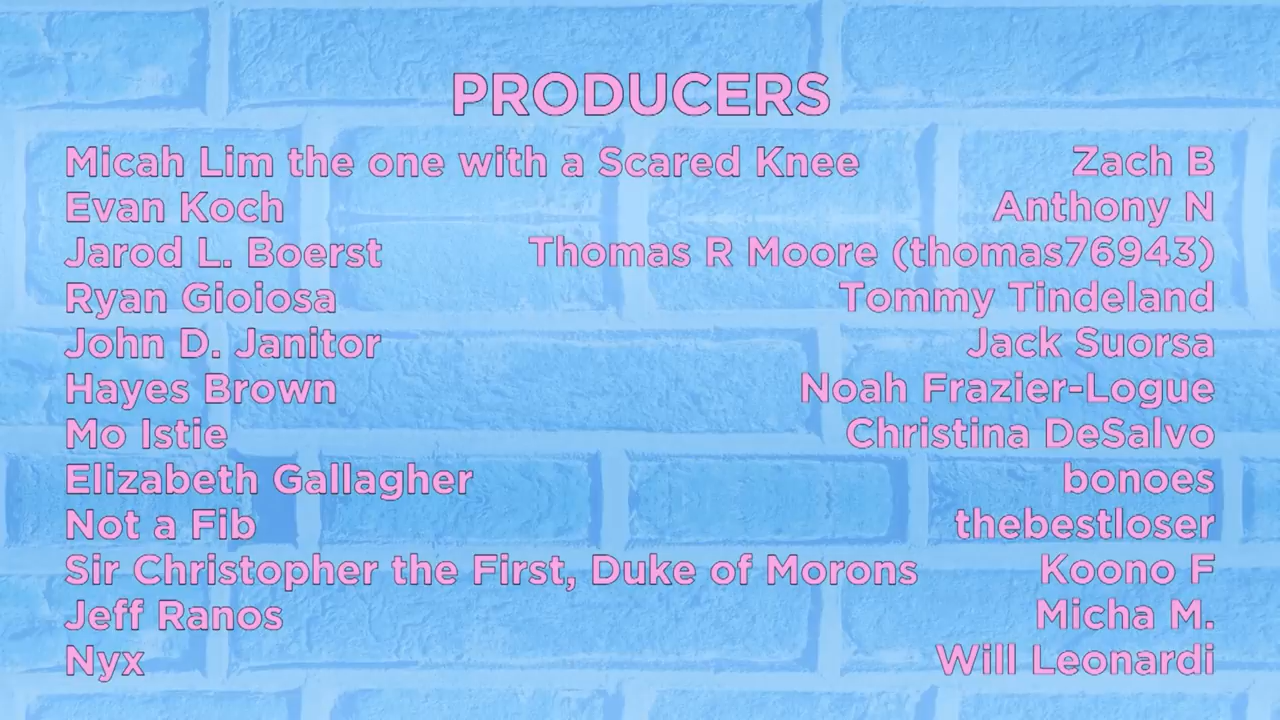 PRODUCERS
Micah Lim the one with a Scared Knee Zach B
Evan Koch Anthony N
Jarod L. Boerst Thomas R Moore (thomas76943)
Ryan Gioiosa Tommy Tindeland
John D. Janitor Jack Suorsa
Hayes Brown Noah Frazier-Logue
Mo Istie Christina DeSalvo
Elizabeth Gallagher bonoes
Not a Fib thebestloser
Sir Christopher the First, Duke of Morons Koono F
Jeff Ranos Micha M.
Nyx Will Leonardi